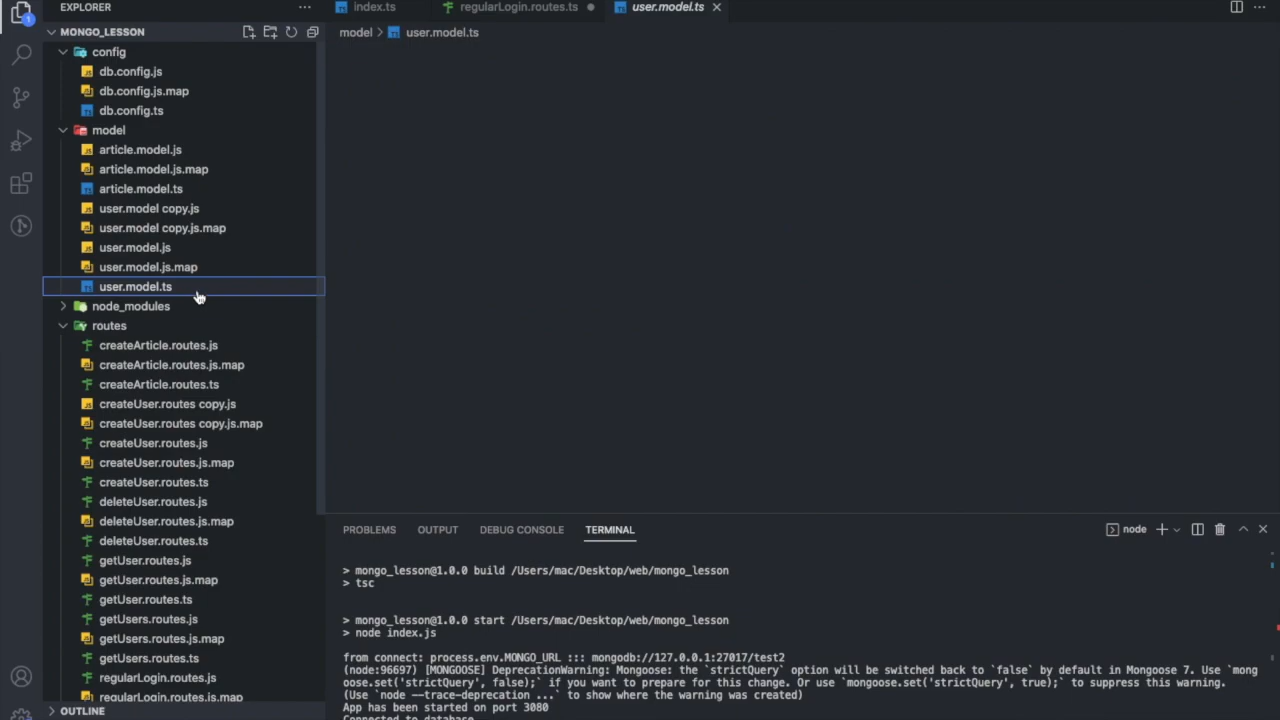 EXPLORER
MONGO_LESSON
config
db.config.js
db.config.js.map
db.config.ts
model
article.model.js
article.model.js.map
article.model.ts
user.model copy.js
user.model copy.js.map
user.model.js
user.model.js.map
user.model.ts
node_modules
routes
createArticle.routes.js
createArticle.routes.js.map
createArticle.routes.ts
createUser.routes copy.js
createUser.routes copy.js.map
createUser.routes.js
createUser.routes.js.map
createUser.routes.ts
deleteUser.routes.js
deleteUser.routes.js.map
deleteUser.routes.ts
getUser.routes.js
getUser.routes.js.map
getUser.routes.ts
getUsers.routes.js
getUsers.routes.js.map
getUsers.routes.ts
regularLogin.routes.js
regularLogin.routes.js.map
OUTLINE
index.ts regularLogin.routes.ts user.model.ts
model > user.model.ts
PROBLEMS OUTPUT DEBUG CONSOLE TERMINAL node
> mongo_lesson@1.0.0 build /Users/mac/Desktop/web/mongo_lesson
> tsc
> mongo_lesson@1.0.0 start /Users/mac/Desktop/web/mongo_lesson
> node index.js
from connect: process.env.MONGO_URL ::: mongodb://127.0.0.1:27017/test2
(node:96697) [MONGOOSE] DeprecationWarning: Mongoose: the `strictQuery` option will be switched back to `false` by default in Mongoose 7. Use `mong
oose.set('strictQuery', false);` if you want to prepare for this change. Or use `mongoose.set('strictQuery', true);` to suppress this warning.
(Use `node --trace-deprecation ...` to show where the warning was created)
App has been started on port 3080
Connected to database